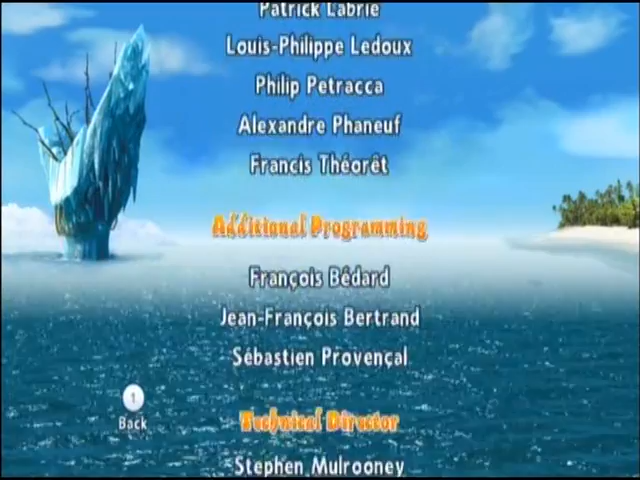 Patrick Labrie
Louis-Philippe Ledoux
Philip Petracca
Alexandre Phaneuf
Francis Théorêt
Additional Programming
François Bédard
Jean-François Bertrand
Sébastien Provençal
1
Back
Technical Director
Stephen Mulrooney